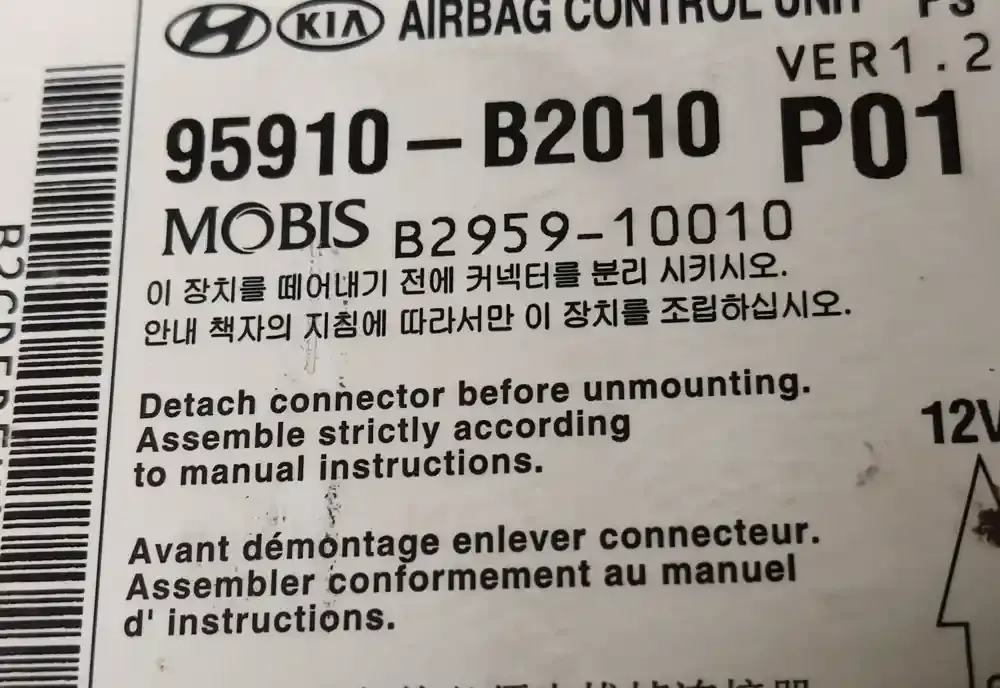 KIA AIRBAG CONTROL UNIT PS
VER1.2
95910-B2010 P01
MOBIS B2959-10010
이 장치를 떼어내기 전에 커넥터를 분리 시키시오.
안내 책자의 지침에 따라서만 이 장치를 조립하십시오.
Detach connector before unmounting.
Assemble strictly according
to manual instructions.
12V
Avant démontage enlever connecteur.
Assembler conformement au manuel
d' instructions.